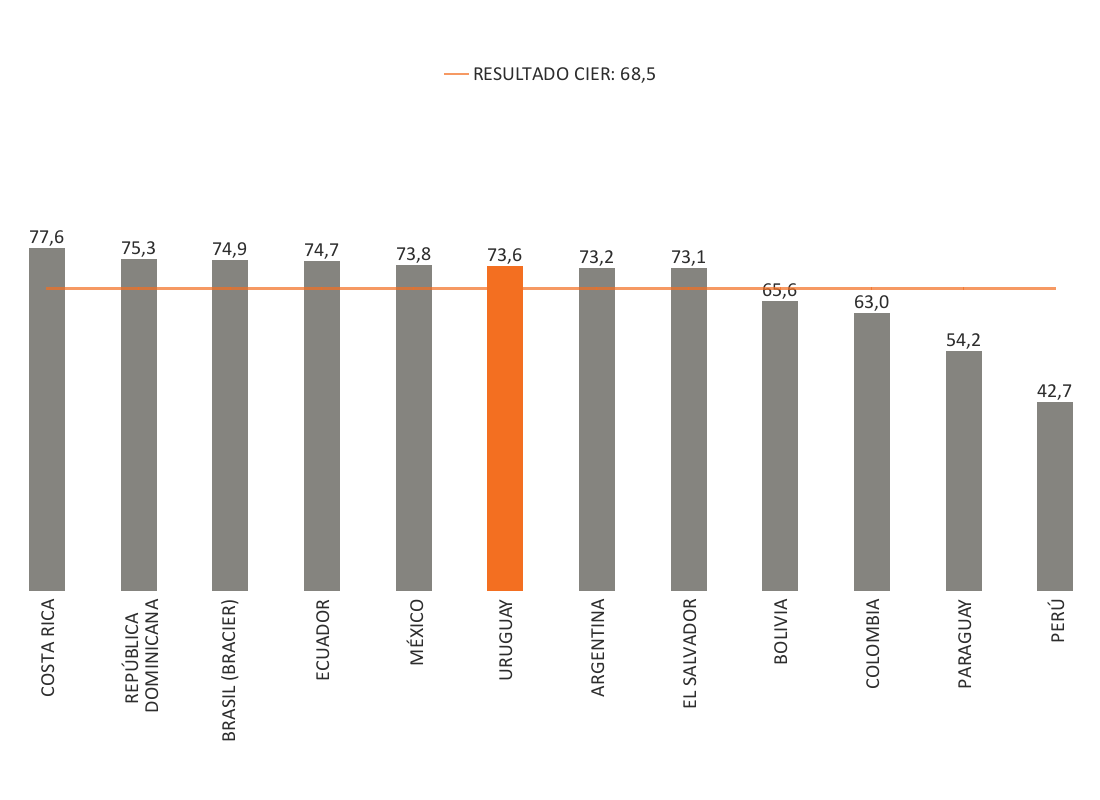 RESULTADO CIER: 68,5
77,6
75,3
74,9
74,7
73,8
73,6
73,2
73,1
65,6
63,0
54,2
42,7
COSTA RICA
REPÚBLICA
DOMINICANA
BRASIL (BRACIER)
ECUADOR
MÉXICO
URUGUAY
ARGENTINA
EL SALVADOR
BOLIVIA
COLOMBIA
PARAGUAY
PERÚ